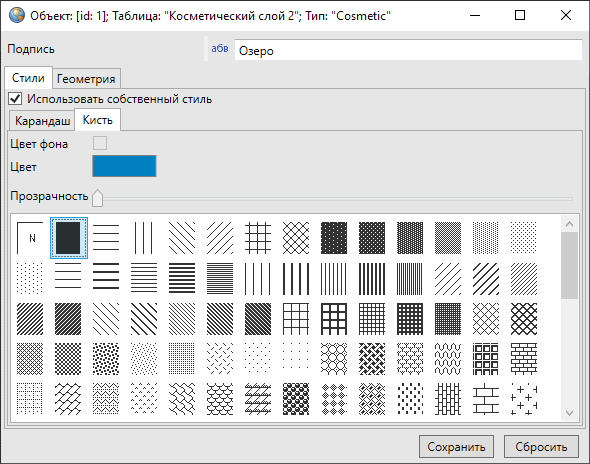 Объект: [id: 1]; Таблица: "Косметический слой 2"; Тип: "Cosmetic"
Подпись
абв Озеро
Стили Геометрия
Использовать собственный стиль
Карандаш Кисть
Цвет фона
Цвет
Прозрачность
N
Сохранить Сбросить